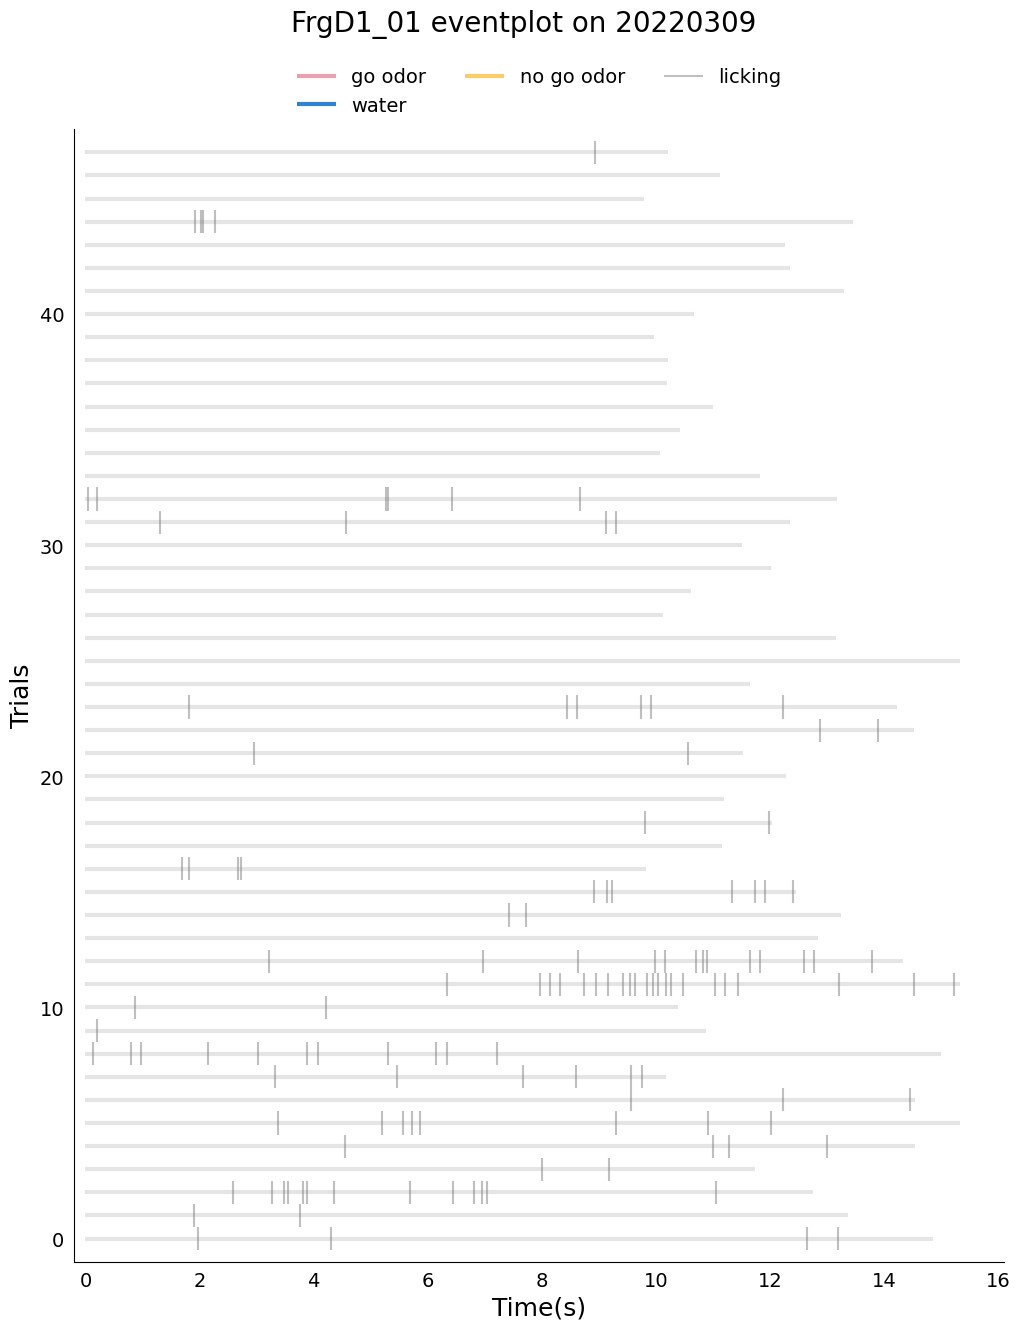 FrgD1_01 eventplot on 20220309
go odor no go odor licking
water
40
30
20
10
0
Trials
0 2 4 6 8 10 12 14 16
Time(s)